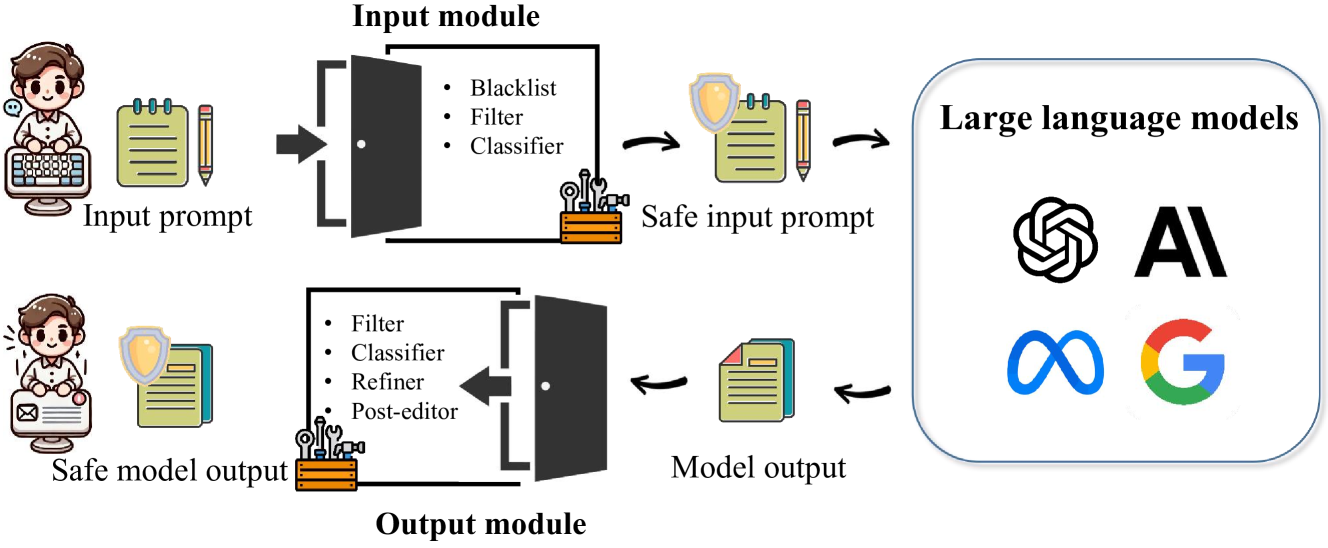 Input module
• Blacklist
• Filter
• Classifier
Input prompt
Safe input prompt
Large language models
• Filter
• Classifier
• Refiner
• Post-editor
Safe model output
Model output
Output module